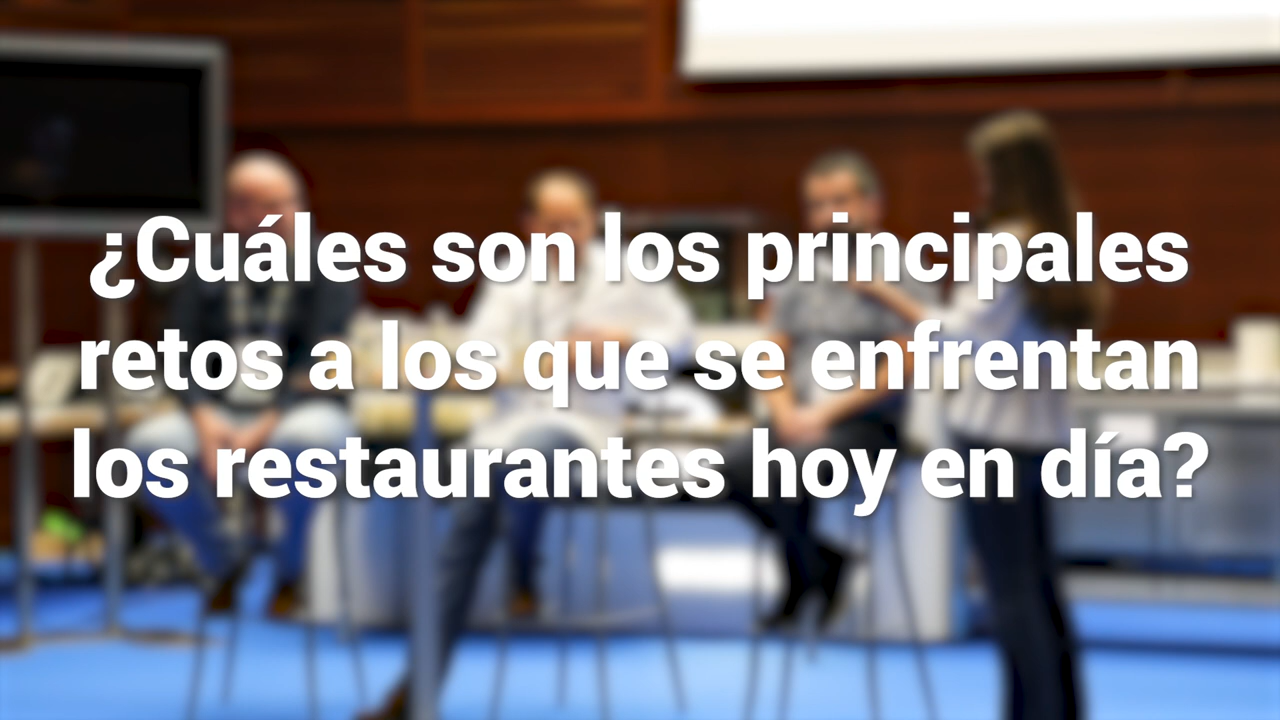 ¿Cuáles son los principales
retos a los que se enfrentan
los restaurantes hoy en día?